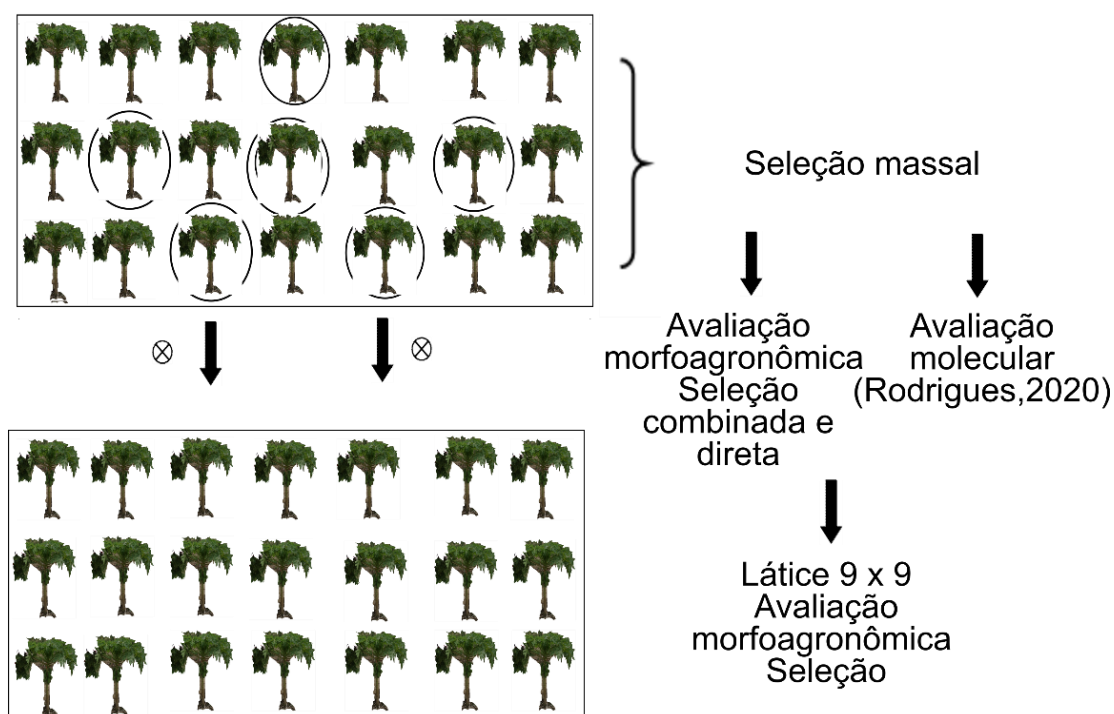 Seleção massal
Avaliação
morfoagronômica
Seleção
combinada e
direta
Avaliação
molecular
(Rodrigues,2020)
Látice 9 x 9
Avaliação
morfoagronômica
Seleção